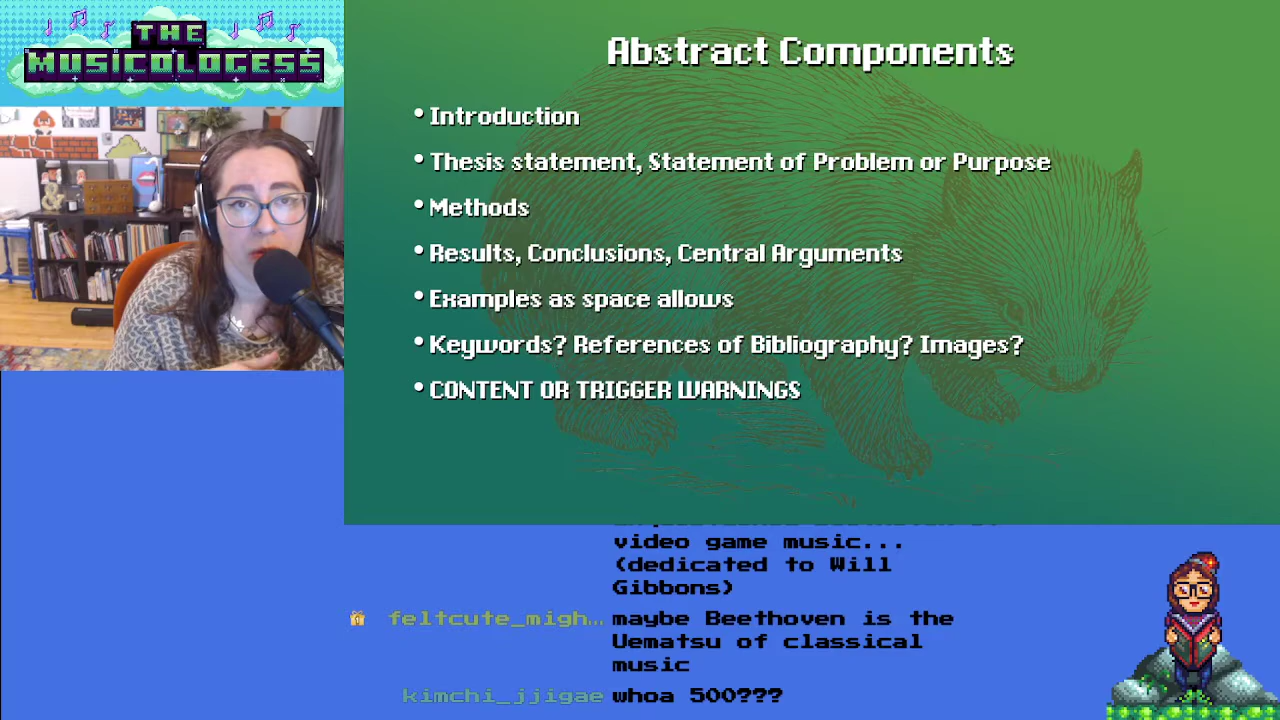 THE
MUSICOLOGESS
Abstract Components
• Introduction
• Thesis statement, Statement of Problem or Purpose
• Methods
• Results, Conclusions, Central Arguments
• Examples as space allows
• Keywords? References of Bibliography? Images?
• CONTENT OR TRIGGER WARNINGS
video game music...
(dedicated to Will
Gibbons)
feltcute_migh... maybe Beethoven is the
Uematsu of classical
music
kimchi_jjigae whoa 500???